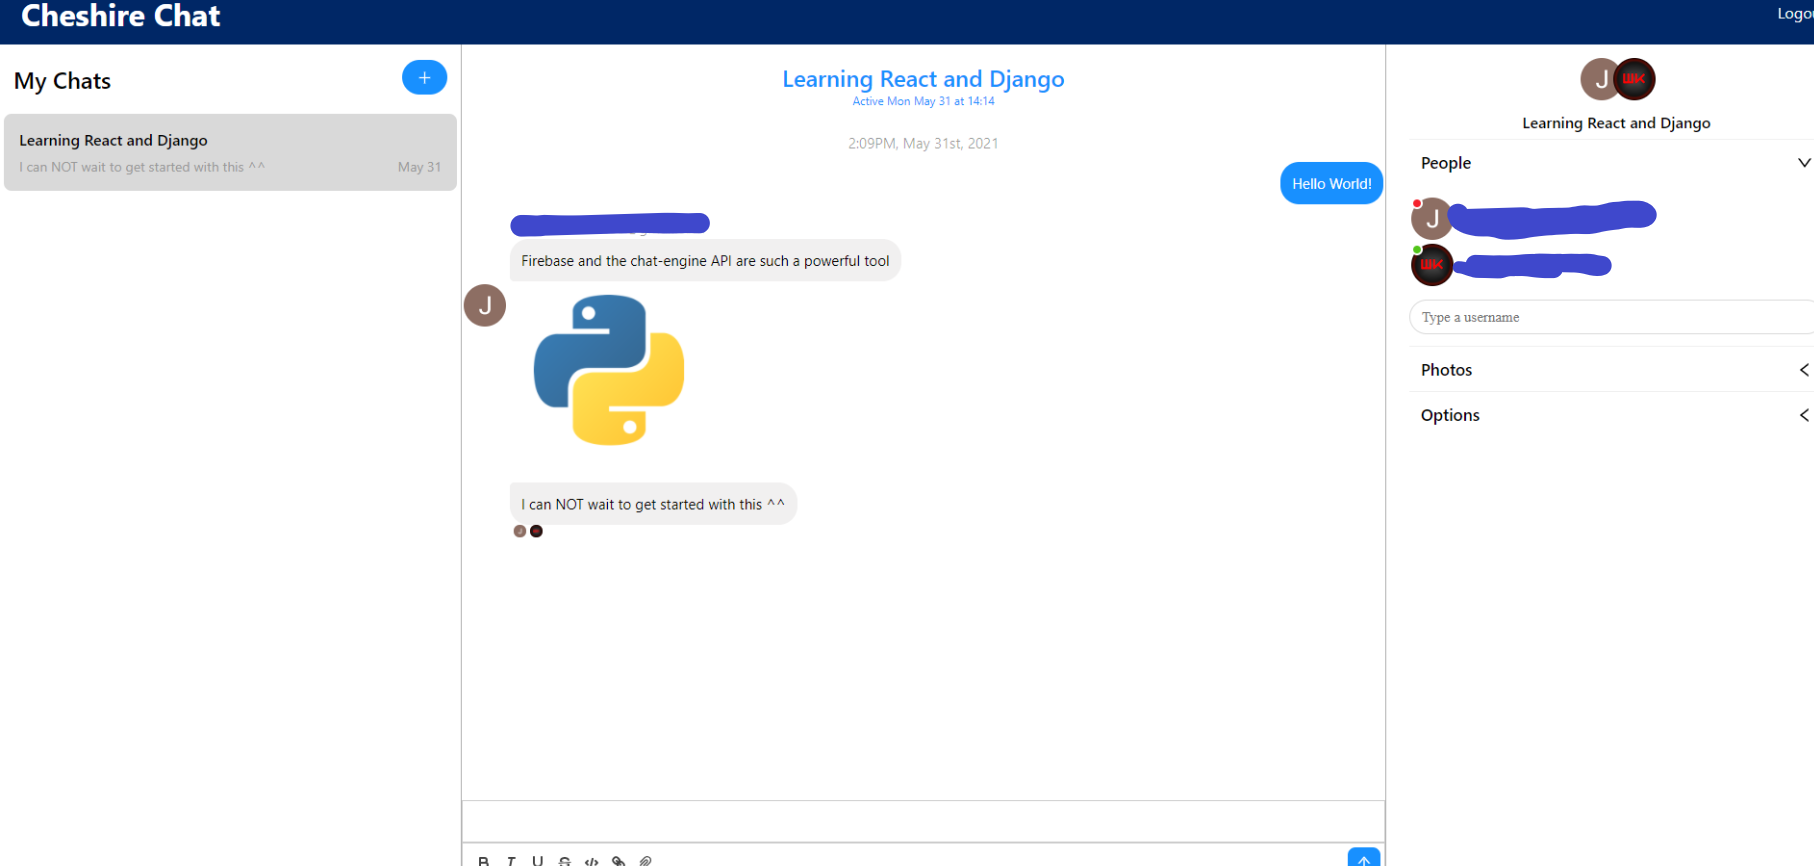 Cheshire Chat
Logou
My Chats
+
Learning React and Django
I can NOT wait to get started with this ^^
May 31
Learning React and Django
Active Mon May 31 at 14:14
2:09PM, May 31st, 2021
Hello World!
Firebase and the chat-engine API are such a powerful tool
J
I can NOT wait to get started with this ^^
B I U S </>
J WK
Learning React and Django
People
J
WK
Type a username
Photos
Options